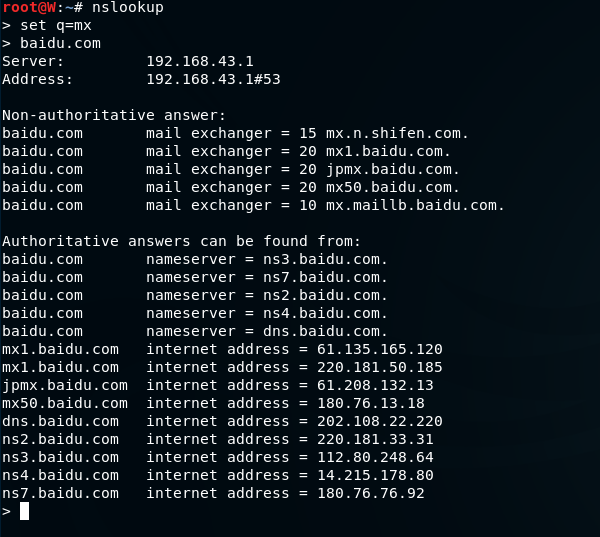 root@W:~# nslookup
> set q=mx
> baidu.com
Server:         192.168.43.1
Address:        192.168.43.1#53

Non-authoritative answer:
baidu.com       mail exchanger = 15 mx.n.shifen.com.
baidu.com       mail exchanger = 20 mx1.baidu.com.
baidu.com       mail exchanger = 20 jpmx.baidu.com.
baidu.com       mail exchanger = 20 mx50.baidu.com.
baidu.com       mail exchanger = 10 mx.maillb.baidu.com.

Authoritative answers can be found from:
baidu.com       nameserver = ns3.baidu.com.
baidu.com       nameserver = ns7.baidu.com.
baidu.com       nameserver = ns2.baidu.com.
baidu.com       nameserver = ns4.baidu.com.
baidu.com       nameserver = dns.baidu.com.
mx1.baidu.com   internet address = 61.135.165.120
mx1.baidu.com   internet address = 220.181.50.185
jpmx.baidu.com  internet address = 61.208.132.13
mx50.baidu.com  internet address = 180.76.13.18
dns.baidu.com   internet address = 202.108.22.220
ns2.baidu.com   internet address = 220.181.33.31
ns3.baidu.com   internet address = 112.80.248.64
ns4.baidu.com   internet address = 14.215.178.80
ns7.baidu.com   internet address = 180.76.76.92
>